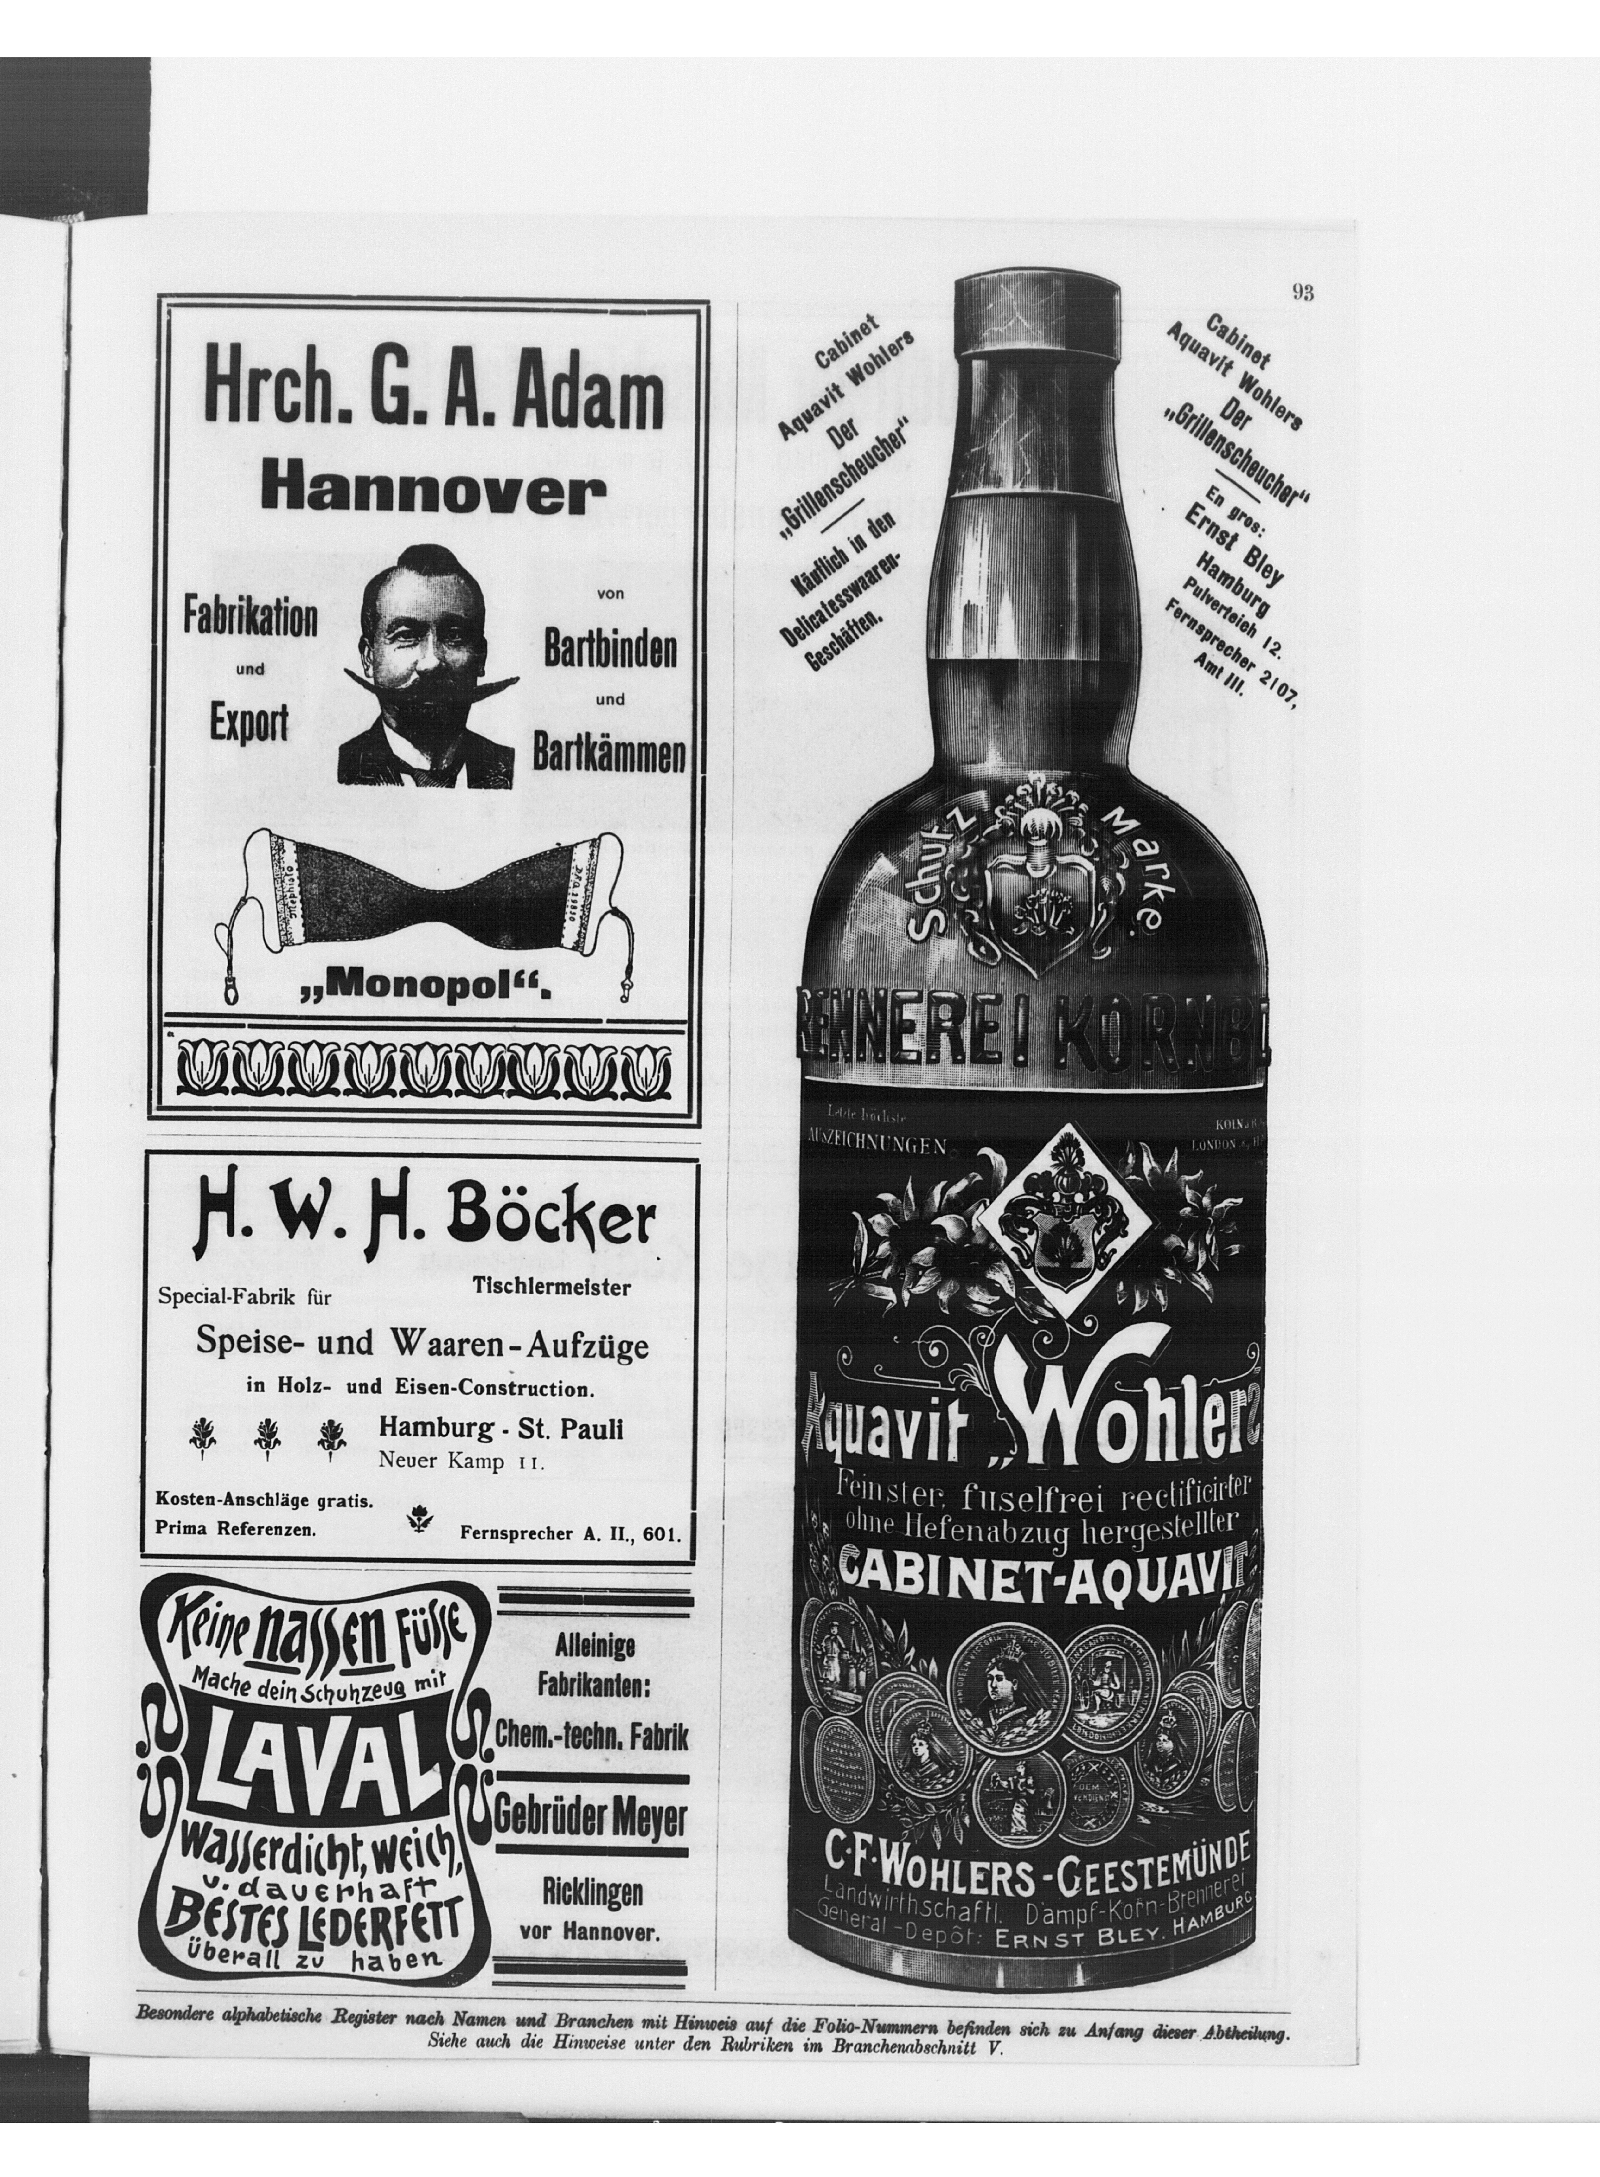 93
Hrch. G. A. Adam
Hannover
Fabrikation
und
Export
von
Bartbinden
und
Bartkämmen
Mephisto
„Monopol“.
H. W. H. Böcker
Tischlermeister
Special-Fabrik für
Speise- und Waaren-Aufzüge
in Holz- und Eisen-Construction.
Hamburg - St. Pauli
Neuer Kamp 11.
Kosten-Anschläge gratis.
Prima Referenzen.
Fernsprecher A. II., 601.
Keine nassen Füsse
Mache dein Schuhzeug mit
LAVAL
Wasserdicht, weich,
u. dauerhaft
BESTES LEDERFETT
überall zu haben
Alleinige
Fabrikanten:
Chem.-techn. Fabrik
Gebrüder Meyer
Ricklingen
vor Hannover.
Cabinet
Aquavit Wohlers
Der
„Grillenscheucher“
Käuflich in den
Delicatesswaaren-
Geschäften.
Cabinet
Aquavit Wohlers
Der
„Grillenscheucher“
En gros:
Ernst Bley
Hamburg
Pulverteich 12.
Fernsprecher 2107,
Amt III.
Schutz Marke.
RENNEREI KORNB
Letzte höchste
AUSZEICHNUNGEN.
KÖLN
LONDON
Aquavit „Wohlers
Feinster, fuselfrei rectificirter
ohne Hefenabzug hergestellter
CABINET-AQUAVIT
DEM
VERDIENSTE
C.F. WOHLERS-GEESTEMÜNDE
Landwirthschaftl. Dampf-Korn-Brennerei
General-Depôt: ERNST BLEY. HAMBURG
Besondere alphabetische Register nach Namen und Branchen mit Hinweis auf die Folio-Nummern befinden sich zu Anfang dieser Abtheilung.
Siehe auch die Hinweise unter den Rubriken im Branchenabschnitt V.